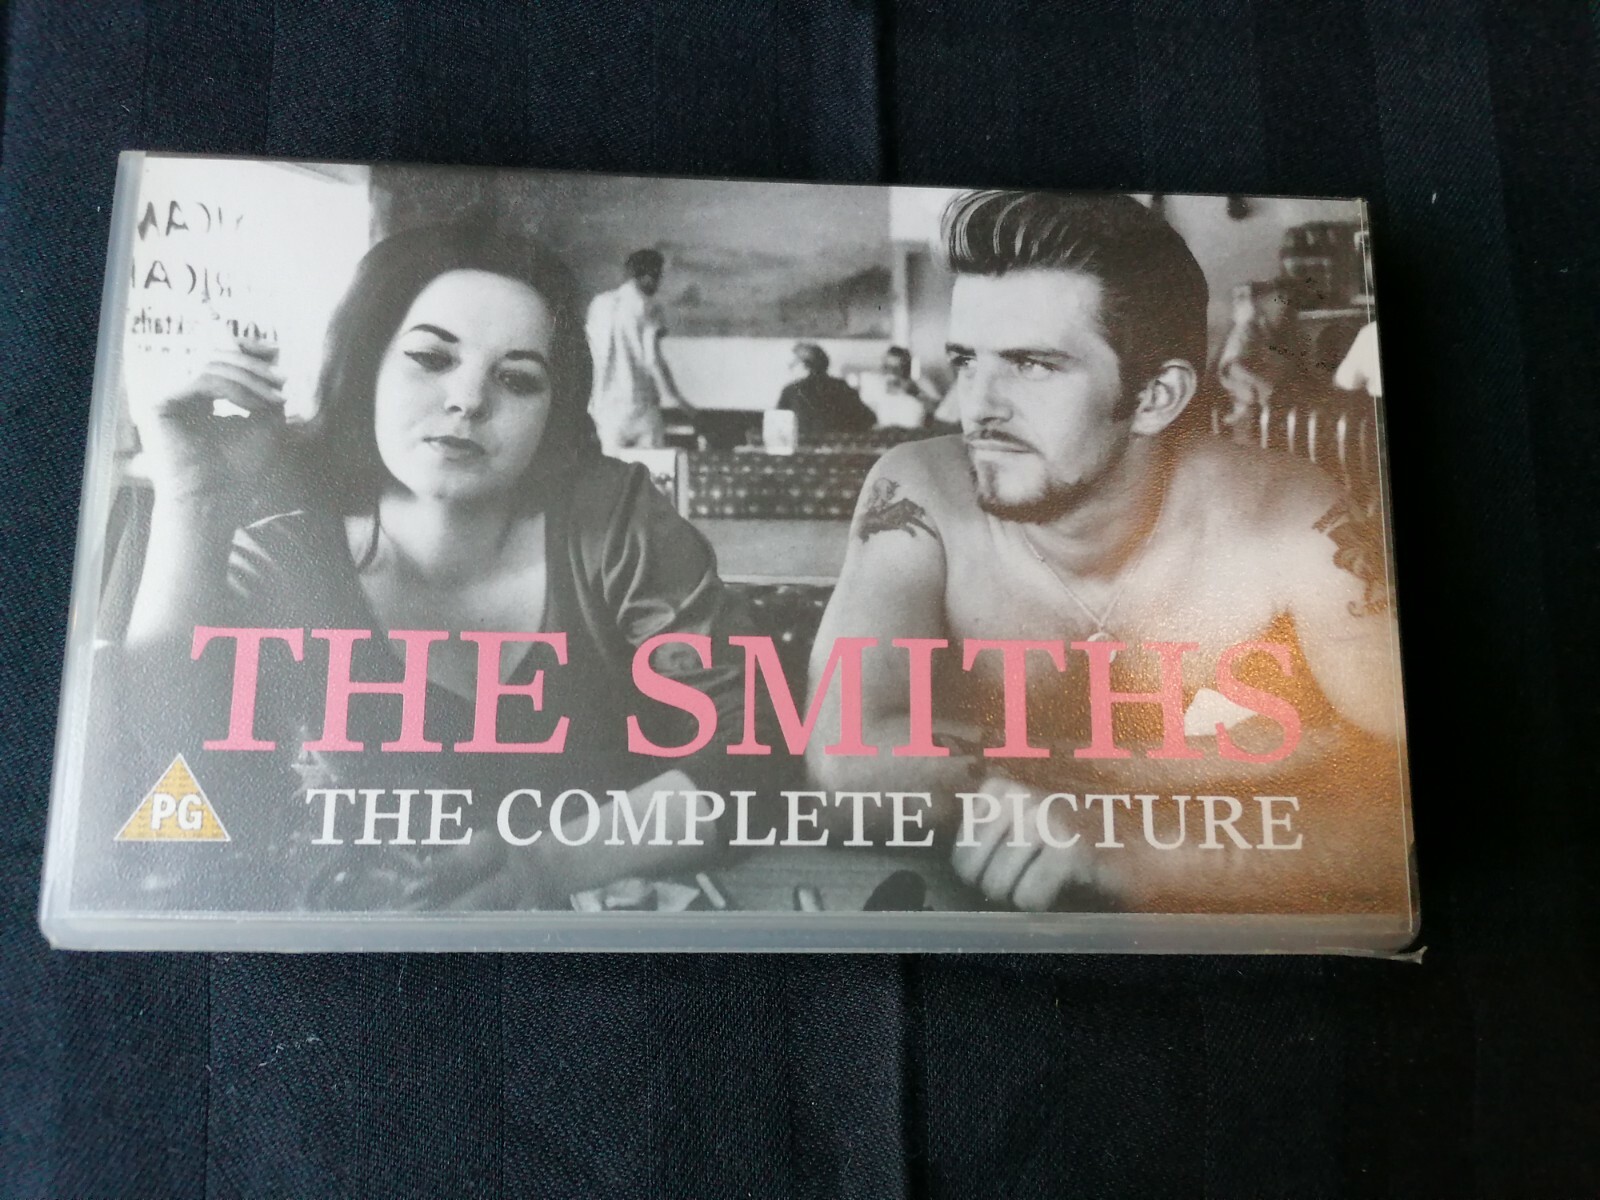 THE SMITHS
PG
THE COMPLETE PICTURE